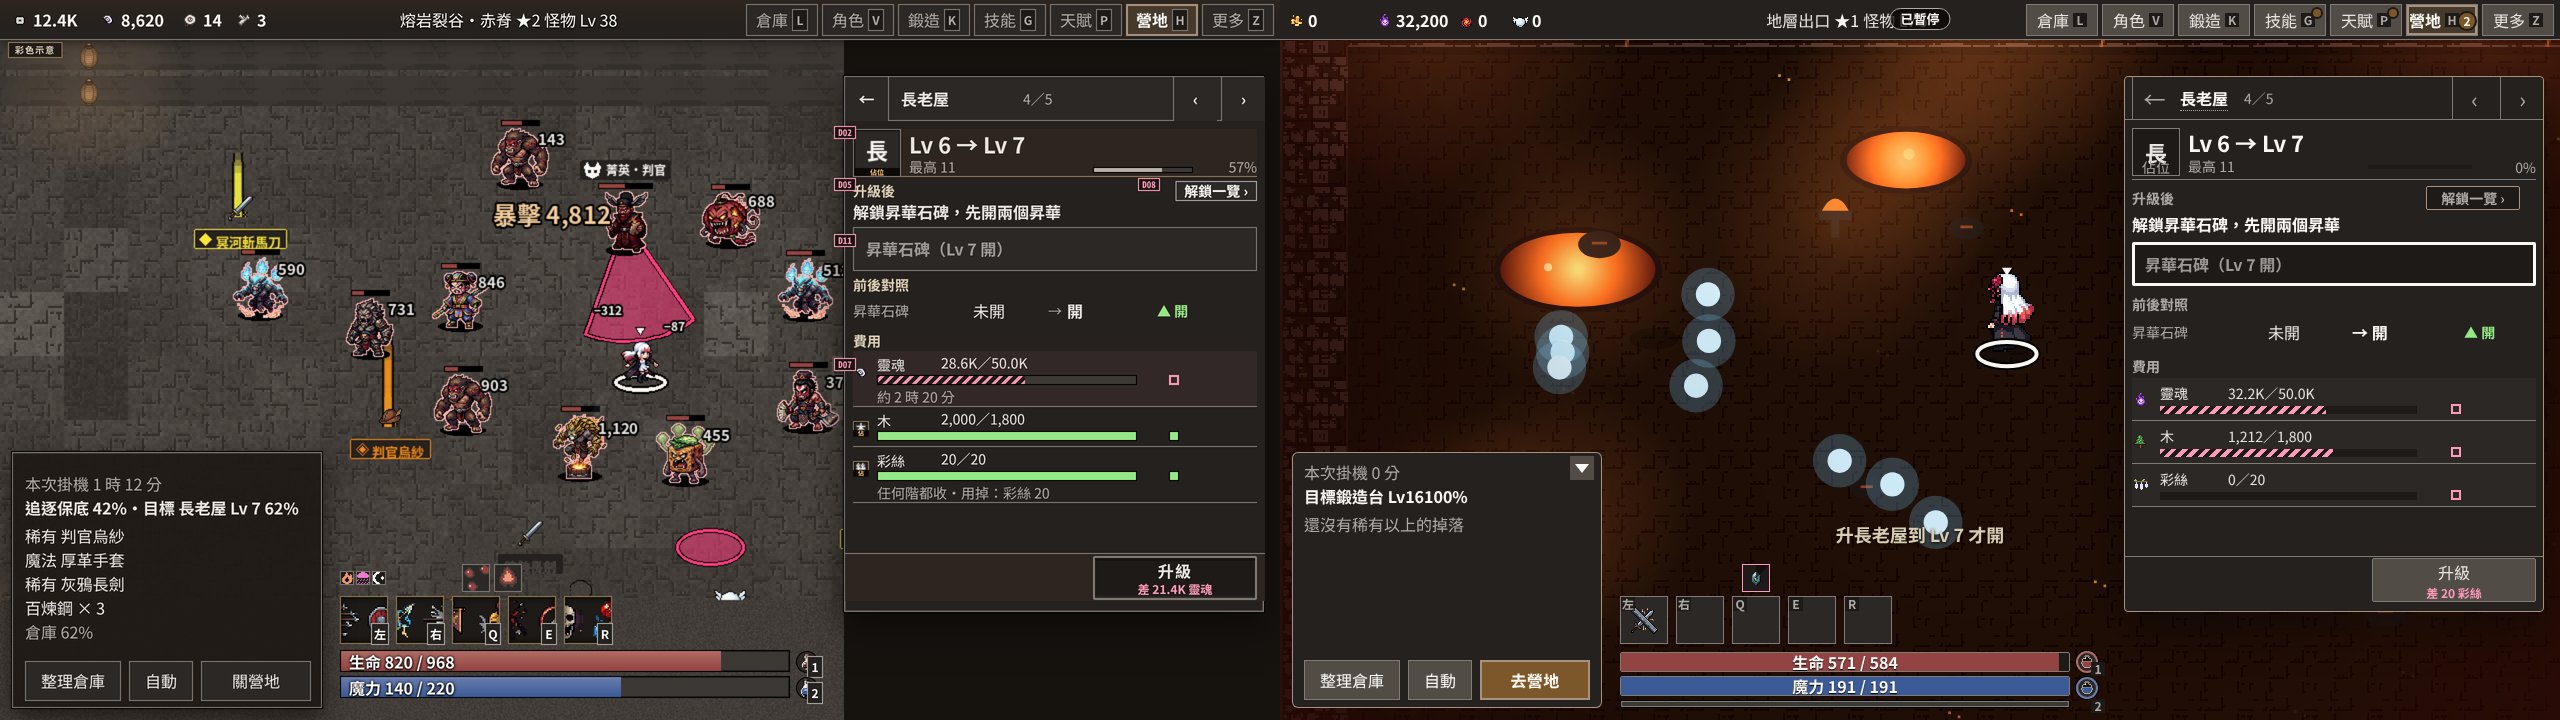 12.4K 8,620 14 3 熔岩裂谷・赤脊 ★2 怪物 Lv 38 倉庫 L 角色 V 鍛造 K 技能 G 天賦 P 營地 H 更多 Z
彩色示意
143
菁英・判官
暴擊 4,812
688
冥河斬馬刀
590
846
731
-312
-87
903
1,120
455
判官烏紗
本次掛機 1 時 12 分
追逐保底 42%・目標 長老屋 Lv 7 62%
稀有 判官烏紗
魔法 厚革手套
稀有 灰鴉長劍
百煉鋼 × 3
倉庫 62%
整理倉庫 自動 關營地
左 右 Q E R
生命 820 / 968 1
魔力 140 / 220 2
← 長老屋 4／5 ‹ ›
D02
長
佔位
Lv 6 → Lv 7
最高 11 57%
D05 升級後 D08 解鎖一覽 ›
解鎖昇華石碑，先開兩個昇華
D11
昇華石碑（Lv 7 開）
前後對照
昇華石碑 未開 → 開 ▲ 開
費用
D07
靈魂 28.6K／50.0K
約 2 時 20 分
木 2,000／1,800
彩絲 20／20
任何階都收・用掉：彩絲 20
升級
差 21.4K 靈魂
0 32,200 0 0 地層出口 ★1 怪物 已暫停 倉庫 L 角色 V 鍛造 K 技能 G 天賦 P 營地 H 2 更多 Z
本次掛機 0 分
目標鍛造台 Lv16100%
還沒有稀有以上的掉落
整理倉庫 自動 去營地
升長老屋到 Lv 7 才開
左 右 Q E R
生命 571 / 584 1
魔力 191 / 191
2
← 長老屋 4／5 ‹ ›
長
佔位
Lv 6 → Lv 7
最高 11 0%
升級後 解鎖一覽 ›
解鎖昇華石碑，先開兩個昇華
昇華石碑（Lv 7 開）
前後對照
昇華石碑 未開 → 開 ▲ 開
費用
靈魂 32.2K／50.0K
木 1,212／1,800
彩絲 0／20
升級
差 20 彩絲